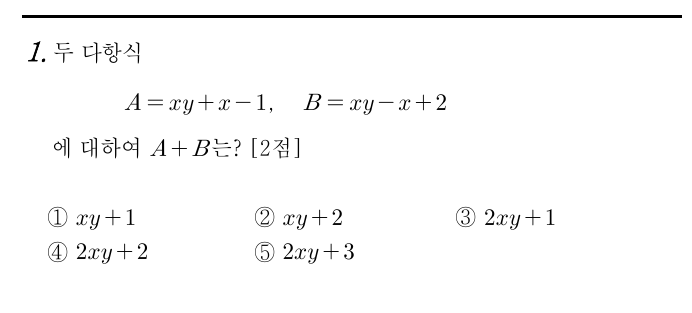 1. 두 다항식
A=xy+x-1, B=xy-x+2
에 대하여 A+B는? [2점]
① xy+1 ② xy+2 ③ 2xy+1
④ 2xy+2 ⑤ 2xy+3